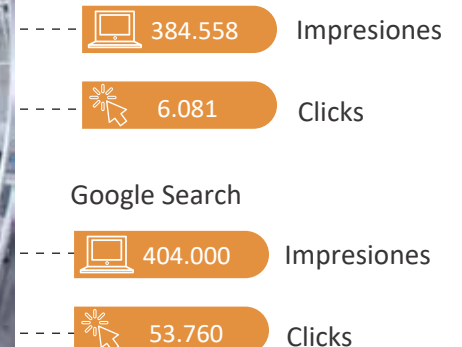 384.558 Impresiones
6.081 Clicks
Google Search
404.000 Impresiones
53.760 Clicks